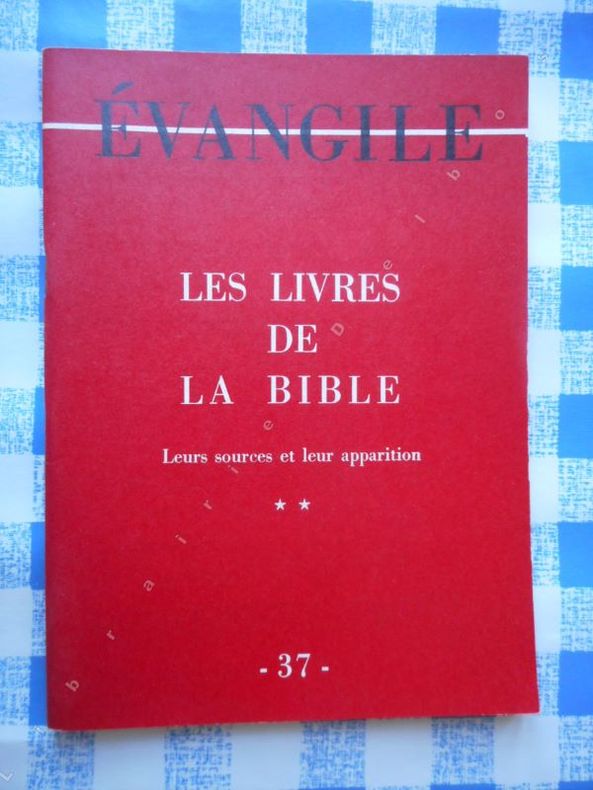 ÉVANGILE
LES LIVRES
DE
LA BIBLE
Leurs sources et leur apparition
★ ★
- 37 -